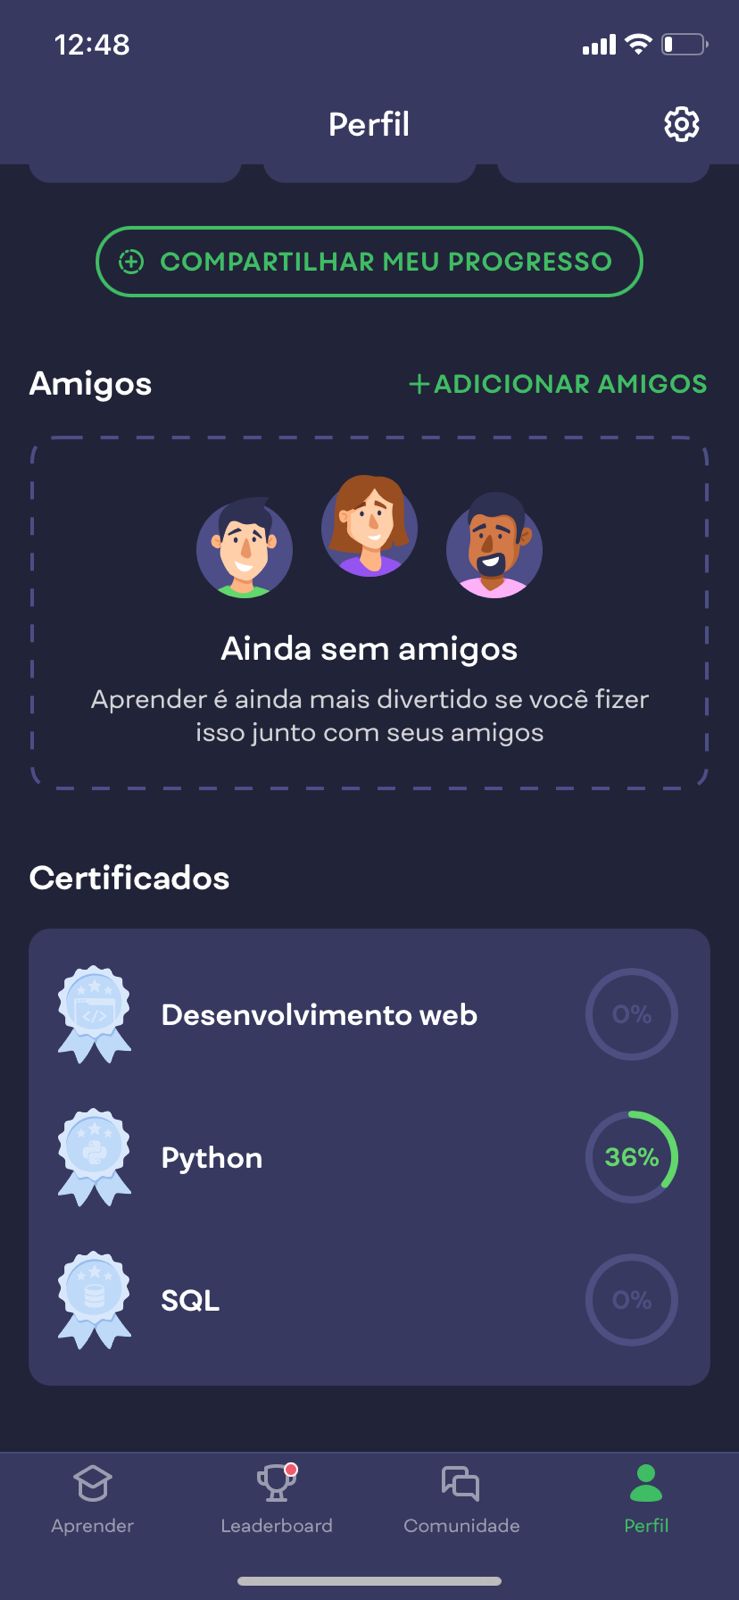 12:48
Perfil
COMPARTILHAR MEU PROGRESSO
Amigos
+ADICIONAR AMIGOS
Ainda sem amigos
Aprender é ainda mais divertido se você fizer
isso junto com seus amigos
Certificados
Desenvolvimento web
0%
Python
36%
SQL
0%
Aprender
Leaderboard
Comunidade
Perfil